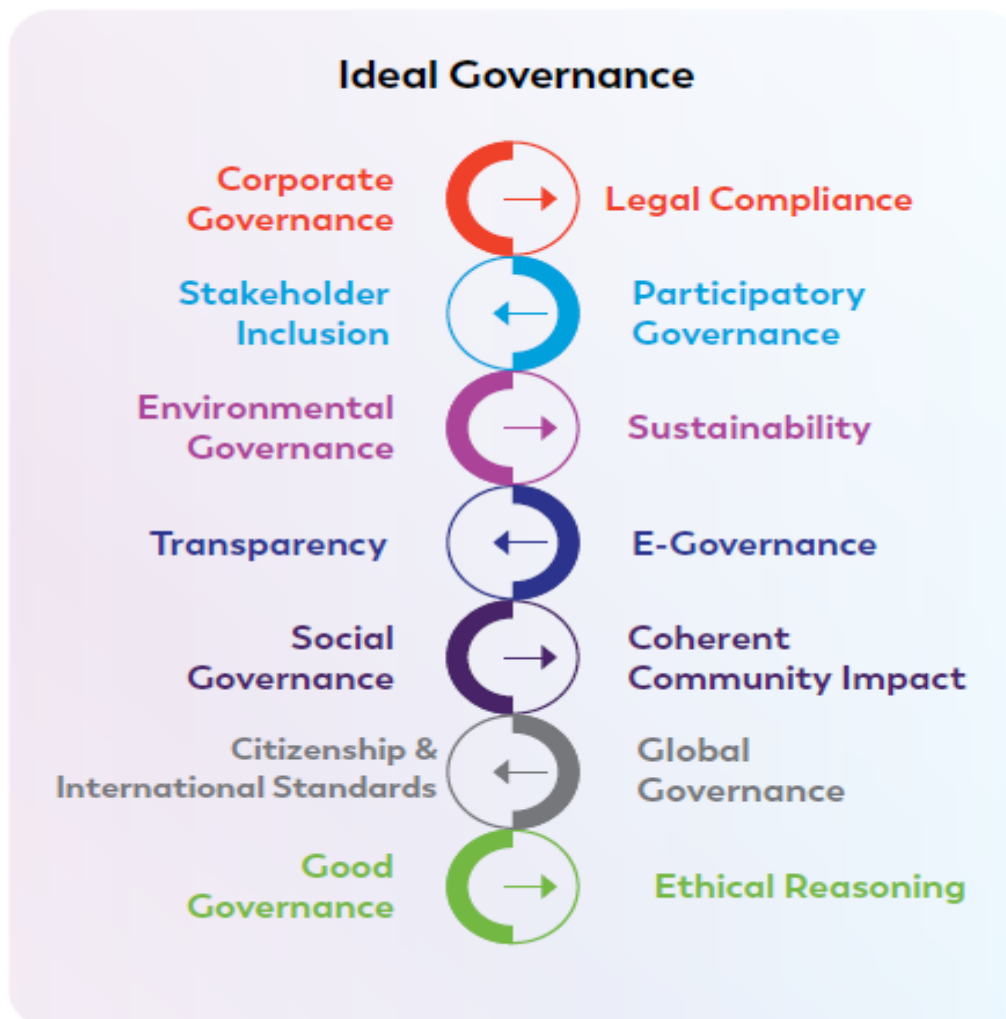 Ideal Governance
Corporate
Governance
Legal Compliance
Stakeholder
Inclusion
Participatory
Governance
Environmental
Governance
Sustainability
Transparency
E-Governance
Social
Governance
Coherent
Community Impact
Citizenship &
International Standards
Global
Governance
Good
Governance
Ethical Reasoning